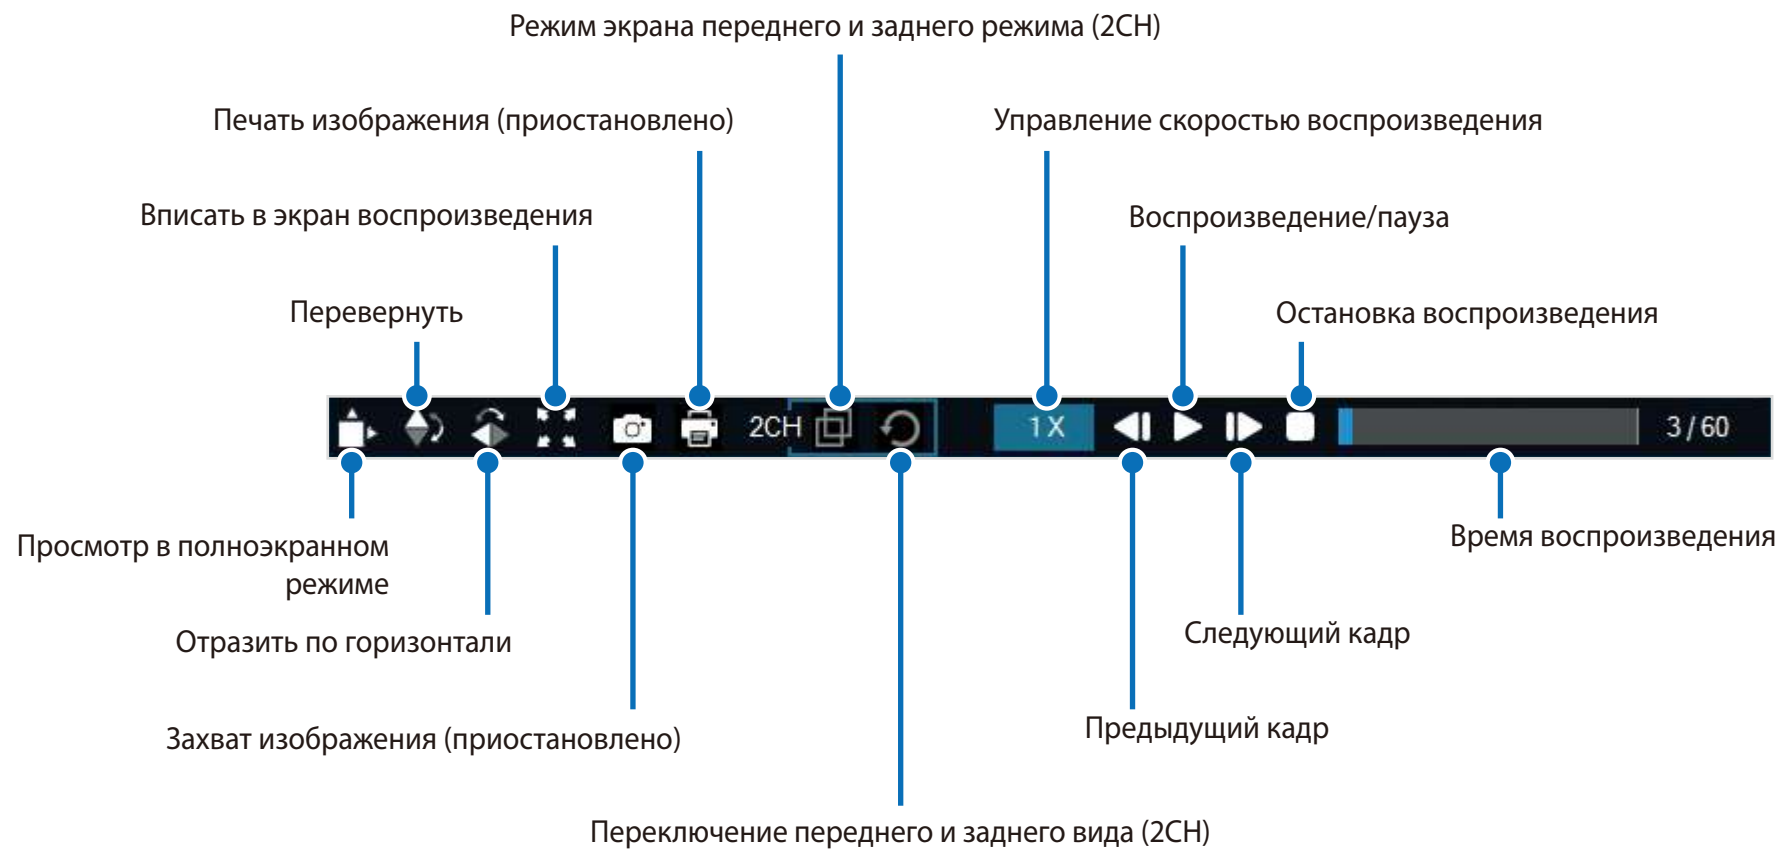 Режим экрана переднего и заднего режима (2CH)
Печать изображения (приостановлено)
Управление скоростью воспроизведения
Вписать в экран воспроизведения
Воспроизведение/пауза
Перевернуть
Остановка воспроизведения
2CH
1X
3 / 60
Просмотр в полноэкранном
режиме
Время воспроизведения
Отразить по горизонтали
Следующий кадр
Захват изображения (приостановлено)
Предыдущий кадр
Переключение переднего и заднего вида (2CH)